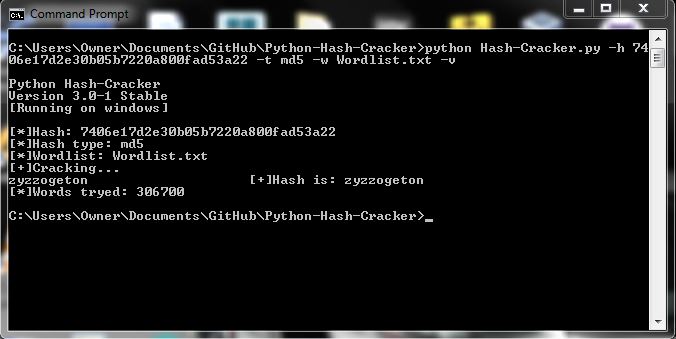 Command Prompt
C:\Users\Owner\Documents\GitHub\Python-Hash-Cracker>python Hash-Cracker.py -h 74
06e17d2e30b05b7220a800fad53a22 -t md5 -w Wordlist.txt -v
Python Hash-Cracker
Version 3.0-1 Stable
[Running on windows]
[*]Hash: 7406e17d2e30b05b7220a800fad53a22
[*]Hash type: md5
[*]Wordlist: Wordlist.txt
[+]Cracking...
zyzzogeton [+]Hash is: zyzzogeton
[*]Words tryed: 306700
C:\Users\Owner\Documents\GitHub\Python-Hash-Cracker>_